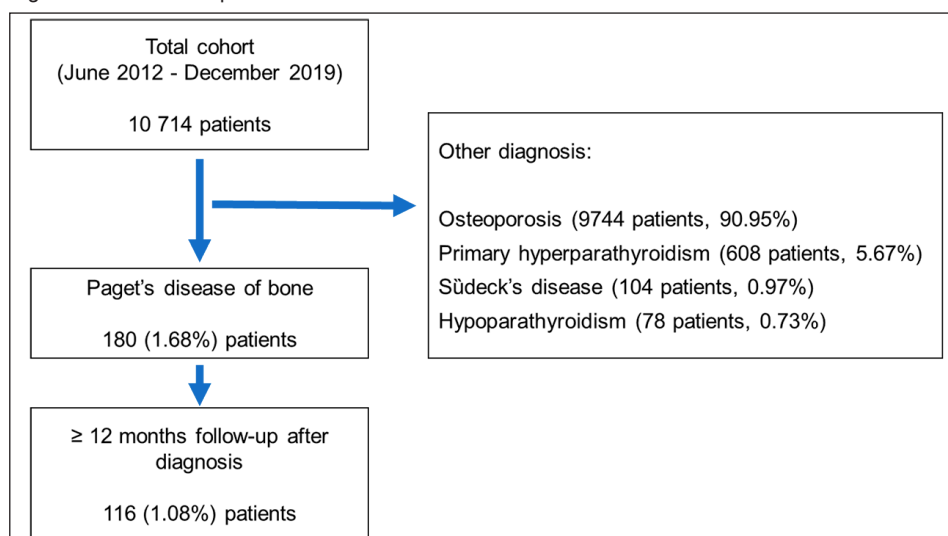 Total cohort
(June 2012 - December 2019)
10 714 patients
Other diagnosis:
Osteoporosis (9744 patients, 90.95%)
Primary hyperparathyroidism (608 patients, 5.67%)
Sùdeck’s disease (104 patients, 0.97%)
Hypoparathyroidism (78 patients, 0.73%)
Paget’s disease of bone
180 (1.68%) patients
≥ 12 months follow-up after
diagnosis
116 (1.08%) patients